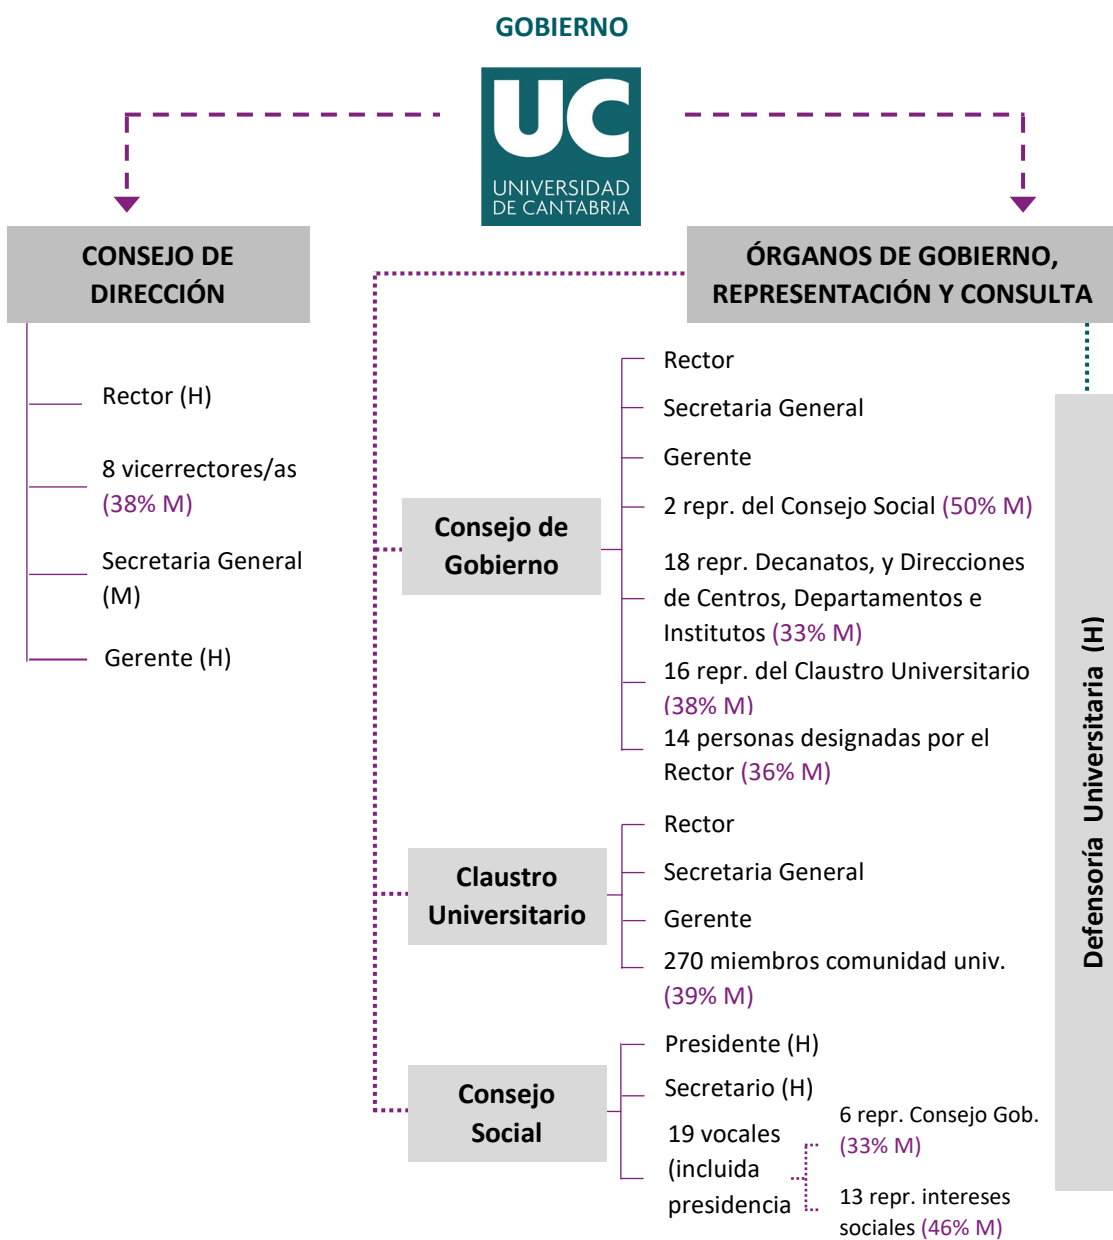 GOBIERNO
UC
UNIVERSIDAD
DE CANTABRIA
CONSEJO DE
DIRECCIÓN
Rector (H)
8 vicerrectores/as
(38% M)
Secretaria General
(M)
Gerente (H)
ÓRGANOS DE GOBIERNO,
REPRESENTACIÓN Y CONSULTA
Consejo de
Gobierno
Rector
Secretaria General
Gerente
2 repr. del Consejo Social (50% M)
18 repr. Decanatos, y Direcciones
de Centros, Departamentos e
Institutos (33% M)
16 repr. del Claustro Universitario
(38% M)
14 personas designadas por el
Rector (36% M)
Claustro
Universitario
Rector
Secretaria General
Gerente
270 miembros comunidad univ.
(39% M)
Consejo
Social
Presidente (H)
Secretario (H)
19 vocales
(incluida
presidencia
6 repr. Consejo Gob.
(33% M)
13 repr. intereses
sociales (46% M)
Defensoría Universitaria (H)